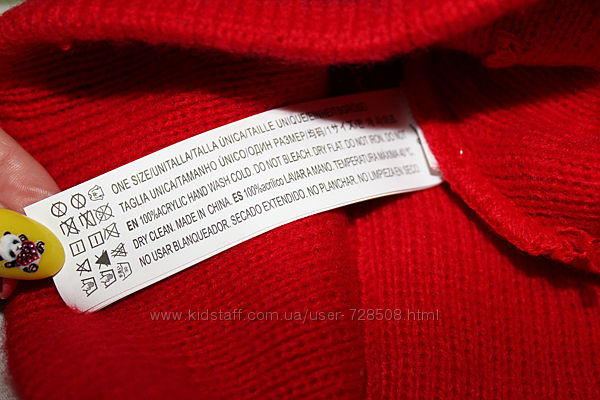 ONE SIZE/UNITALLA/TALLA ÚNICA/TAILLE UNIQUE/
TAGLIA UNICA/TAMANHO ÚNICO/ОДИН РАЗМЕР/
EN 100%ACRYLIC HAND WASH COLD. DO NOT BLEACH. DRY FLAT. DO NOT IRON. DO NOT
DRY CLEAN. MADE IN CHINA. ES 100%acrílico LAVAR A MANO. TEMPERATURA MÁXIMA 40 °C.
NO USAR BLANQUEADOR. SECADO EXTENDIDO. NO PLANCHAR. NO LIMPIEZA EN SECO
www.kidstaff.com.ua/user-728508.html